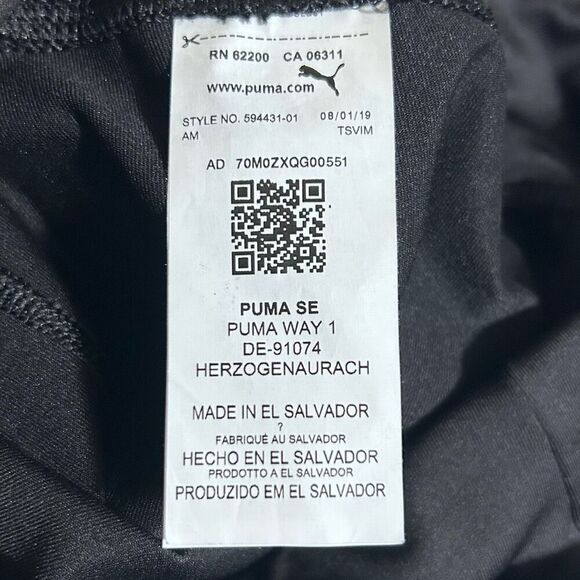 RN 62200 CA 06311
www.puma.com
STYLE NO. 594431-01 08/01/19
AM TSVIM
AD 70M0ZXQG00551
PUMA SE
PUMA WAY 1
DE-91074
HERZOGENAURACH
MADE IN EL SALVADOR
?
FABRIQUÉ AU SALVADOR
HECHO EN EL SALVADOR
PRODOTTO A EL SALVADOR
PRODUZIDO EM EL SALVADOR